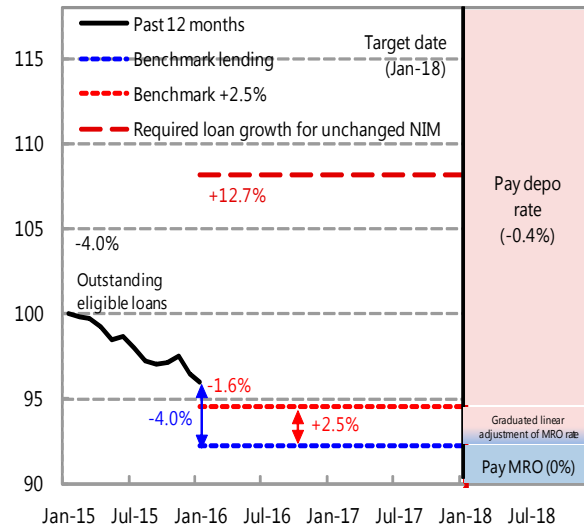 115
110
105
100
95
90
Past 12 months
Benchmark lending
Benchmark +2.5%
Required loan growth for unchanged NIM
Target date
(Jan-18)
+12.7%
-4.0%
Outstanding
eligible loans
-1.6%
-4.0%
+2.5%
Pay depo
rate
(-0.4%)
Graduated linear
adjustment of MRO rate
Pay MRO (0%)
Jan-15 Jul-15 Jan-16 Jul-16 Jan-17 Jul-17 Jan-18 Jul-18